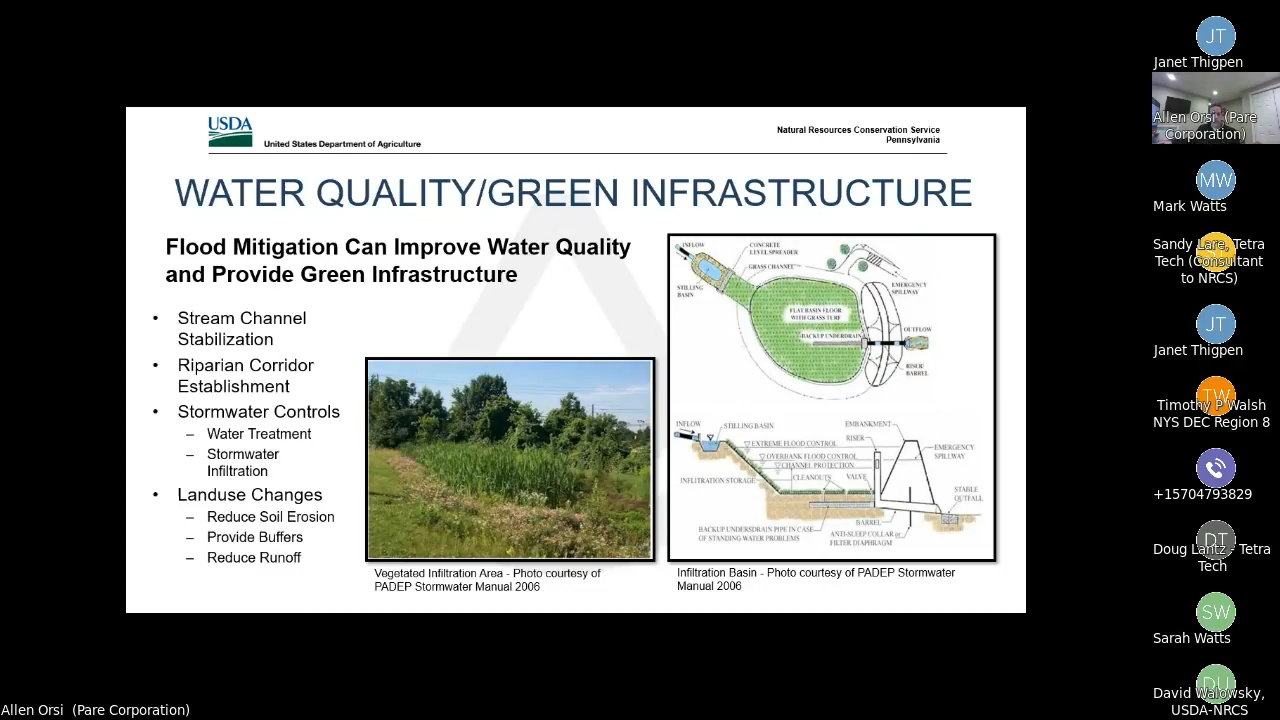 USDA
United States Department of Agriculture
Natural Resources Conservation Service
Pennsylvania
WATER QUALITY/GREEN INFRASTRUCTURE
Flood Mitigation Can Improve Water Quality
and Provide Green Infrastructure
• Stream Channel
Stabilization
• Riparian Corridor
Establishment
• Stormwater Controls
– Water Treatment
– Stormwater
Infiltration
• Landuse Changes
– Reduce Soil Erosion
– Provide Buffers
– Reduce Runoff
Vegetated Infiltration Area - Photo courtesy of
PADEP Stormwater Manual 2006
INFLOW
CONCRETE
LEVEL SPREADER
GRASS CHANNEL
STILLING
BASIN
EMERGENCY
SPILLWAY
FLAT BASIN FLOOR
WITH GRASS TURF
BACKUP UNDERDRAIN
OUTFLOW
RISER/
BARREL
INFLOW
STILLING BASIN
EMBANKMENT
RISER
EXTREME FLOOD CONTROL
EMERGENCY
SPILLWAY
OVERBANK FLOOD CONTROL
CHANNEL PROTECTION
INFILTRATION STORAGE
CLEANOUTS
VALVE
STABLE
OUTFALL
BARREL
BACKUP UNDERSDRAIN PIPE IN CASE
OF STANDING WATER PROBLEMS
ANTI-SLEEP COLLAR or
FILTER DIAPHRAGM
Infiltration Basin - Photo courtesy of PADEP Stormwater
Manual 2006
JT
Janet Thigpen
Allen Orsi (Pare
Corporation)
MW
Mark Watts
Sandy Lare, Tetra
Tech (Consultant
to NRCS)
JT
Janet Thigpen
TW
Timothy P Walsh
NYS DEC Region 8
+15704795829
DT
Doug Lantz - Tetra
Tech
SW
Sarah Watts
DU
David Walowsky,
USDA-NRCS
Allen Orsi (Pare Corporation)